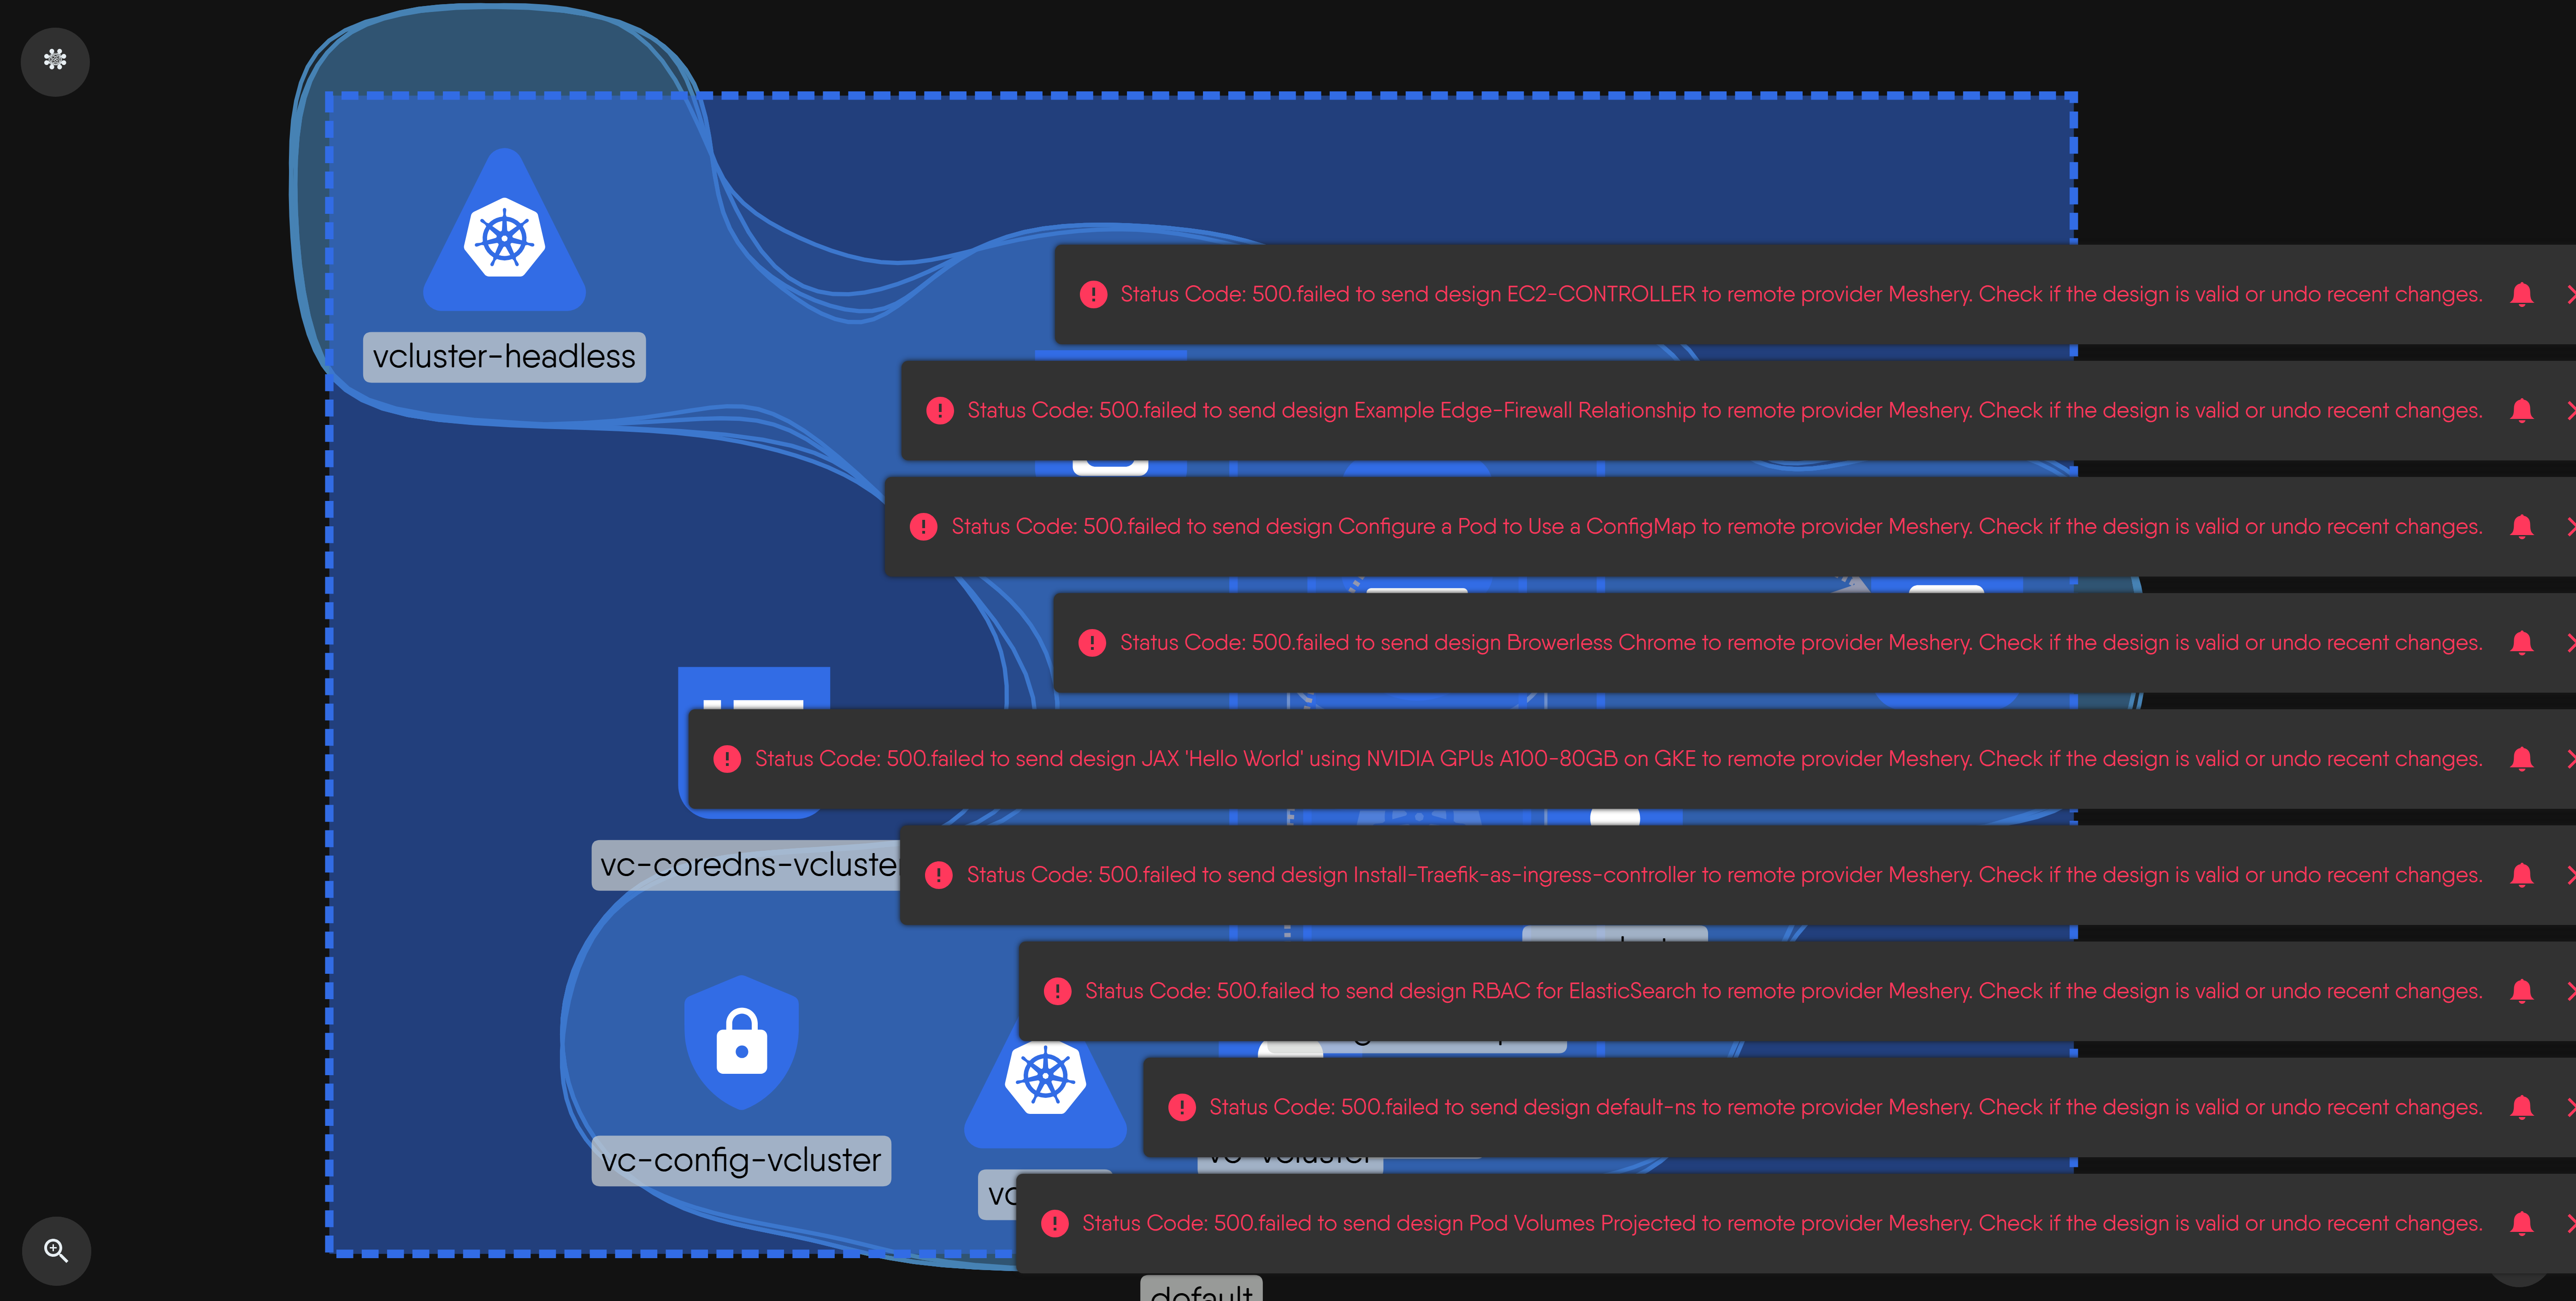 vcluster-headless
Status Code: 500.failed to send design EC2-CONTROLLER to remote provider Meshery. Check if the design is valid or undo recent changes.
Status Code: 500.failed to send design Example Edge-Firewall Relationship to remote provider Meshery. Check if the design is valid or undo recent changes.
Status Code: 500.failed to send design Configure a Pod to Use a ConfigMap to remote provider Meshery. Check if the design is valid or undo recent changes.
Status Code: 500.failed to send design Browerless Chrome to remote provider Meshery. Check if the design is valid or undo recent changes.
Status Code: 500.failed to send design JAX 'Hello World' using NVIDIA GPUs A100-80GB on GKE to remote provider Meshery. Check if the design is valid or undo recent changes.
vc-coredns-vcluster
Status Code: 500.failed to send design Install-Traefik-as-ingress-controller to remote provider Meshery. Check if the design is valid or undo recent changes.
Status Code: 500.failed to send design RBAC for ElasticSearch to remote provider Meshery. Check if the design is valid or undo recent changes.
Status Code: 500.failed to send design default-ns to remote provider Meshery. Check if the design is valid or undo recent changes.
vc-config-vcluster
vc-vcluster
Status Code: 500.failed to send design Pod Volumes Projected to remote provider Meshery. Check if the design is valid or undo recent changes.
default